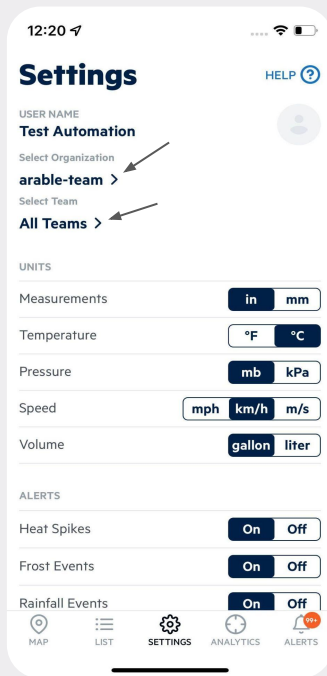 12:20
Settings
HELP ?
USER NAME
Test Automation
Select Organization
arable-team >
Select Team
All Teams >
UNITS
Measurements in mm
Temperature °F °C
Pressure mb kPa
Speed mph km/h m/s
Volume gallon liter
ALERTS
Heat Spikes On Off
Frost Events On Off
Rainfall Events On Off
99+
MAP LIST SETTINGS ANALYTICS ALERTS